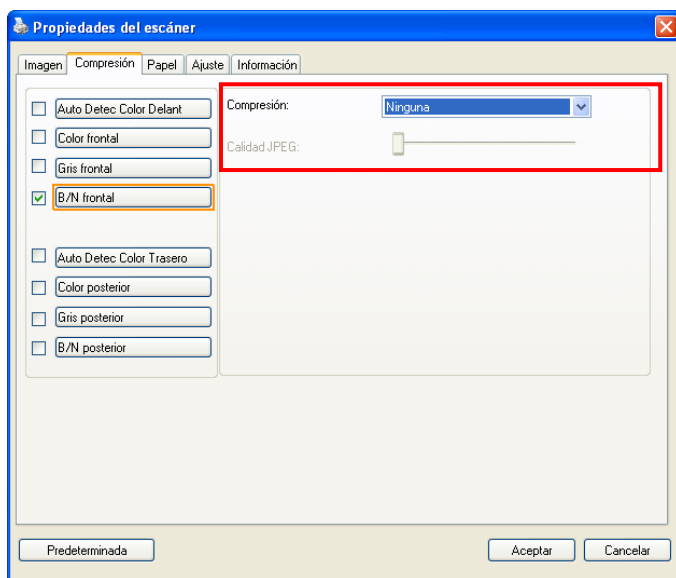 Propiedades del escáner
Imagen Compresión Papel Ajuste Información
Auto Detec Color Delant
Color frontal
Gris frontal
B/N frontal
Auto Detec Color Trasero
Color posterior
Gris posterior
B/N posterior
Compresión: Ninguna
Calidad JPEG:
Predeterminada Aceptar Cancelar